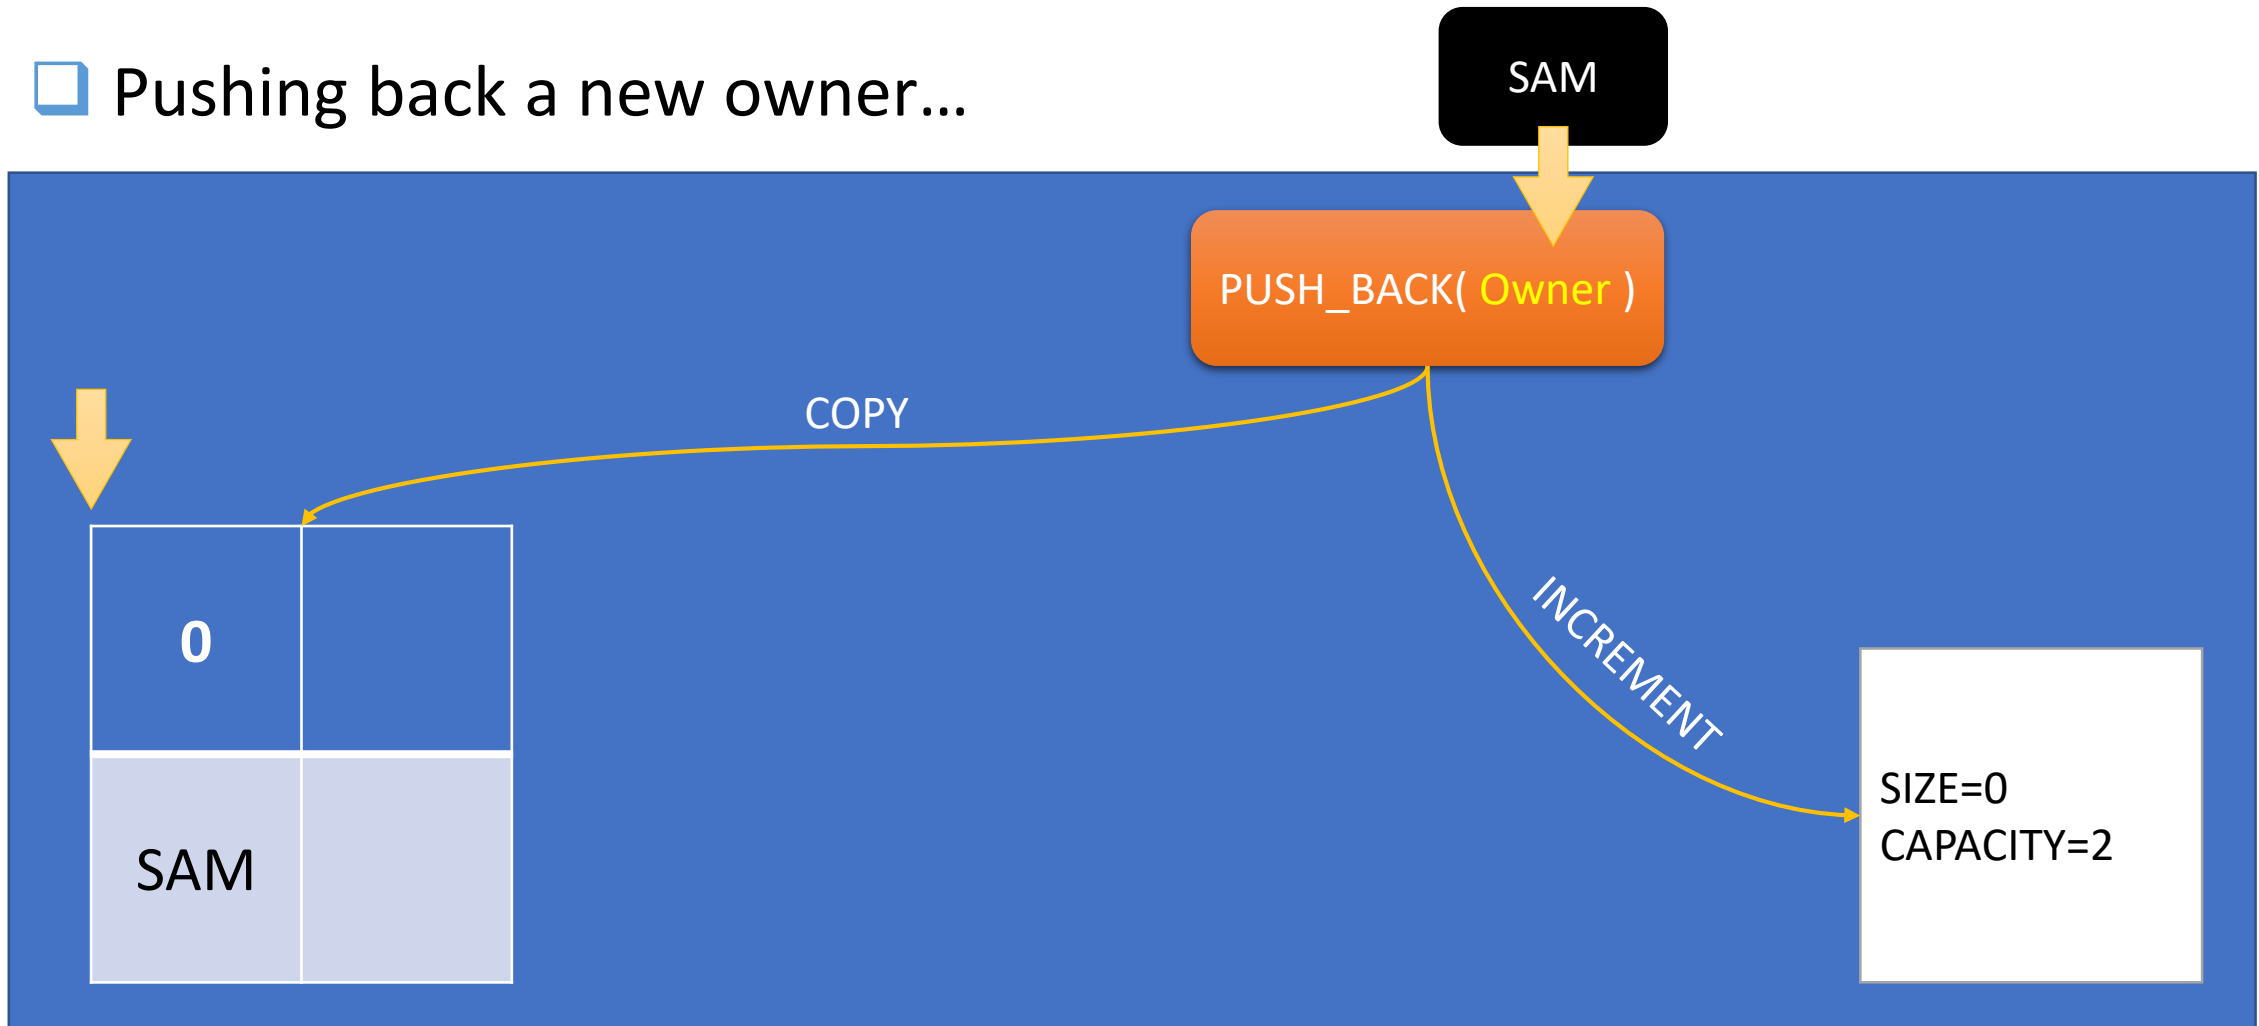 Pushing back a new owner...
SAM
PUSH_BACK( Owner )
COPY
INCREMENT
0
SAM
SIZE=0
CAPACITY=2